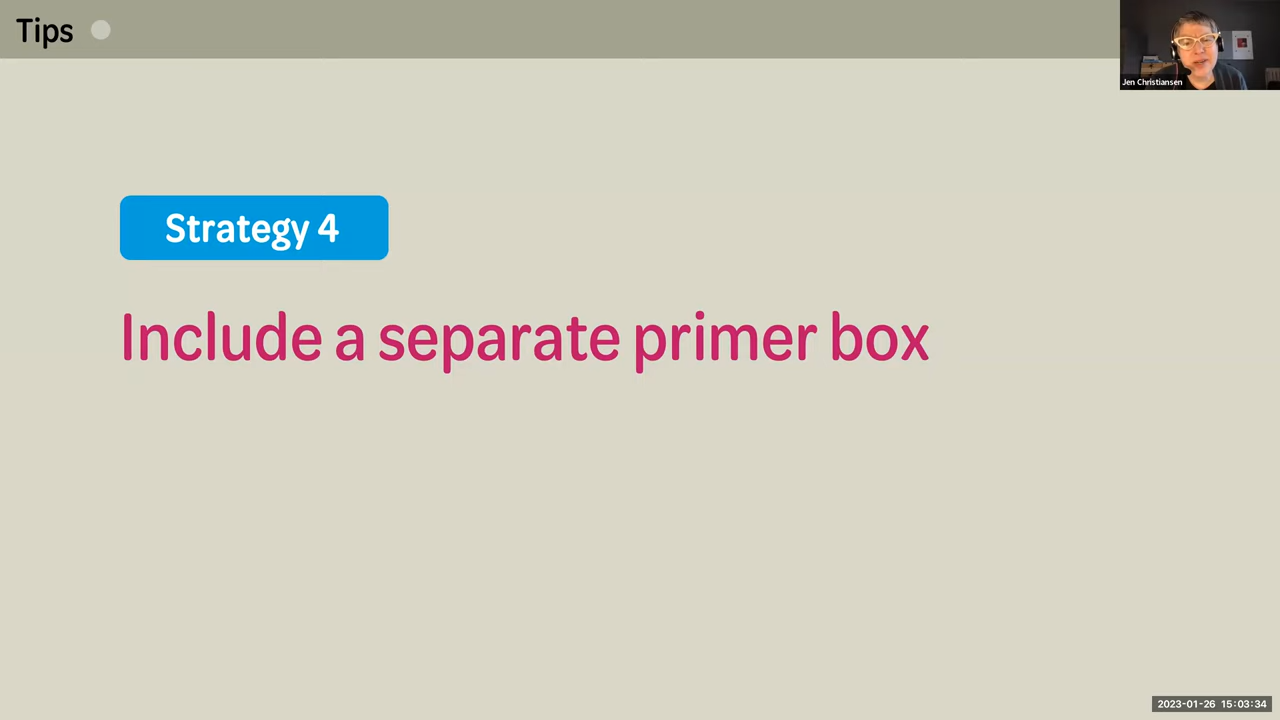 Tips
Jen Christiansen
Strategy 4
Include a separate primer box
2023-01-26 15:03:34